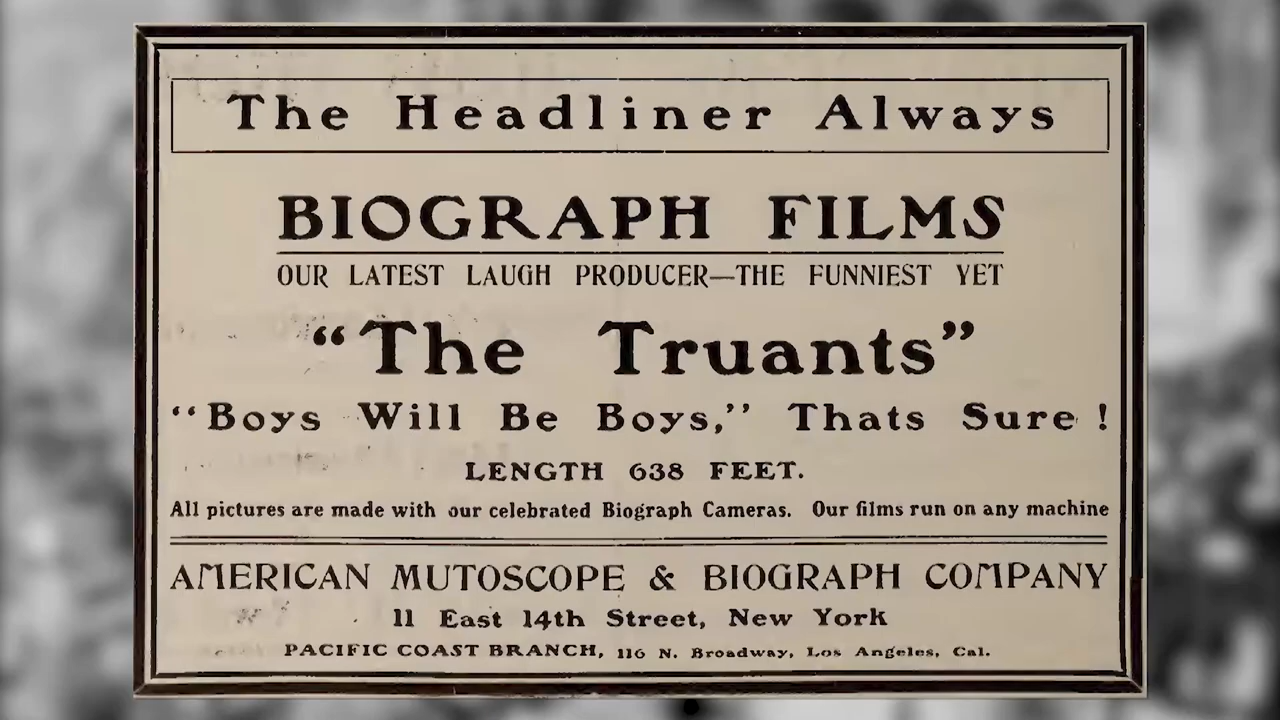 The Headliner Always
BIOGRAPH FILMS
OUR LATEST LAUGH PRODUCER—THE FUNNIEST YET
“The Truants”
“Boys Will Be Boys,” Thats Sure !
LENGTH 638 FEET.
All pictures are made with our celebrated Biograph Cameras. Our films run on any machine
AMERICAN MUTOSCOPE & BIOGRAPH COMPANY
11 East 14th Street, New York
PACIFIC COAST BRANCH, 116 N. Broadway, Los Angeles, Cal.